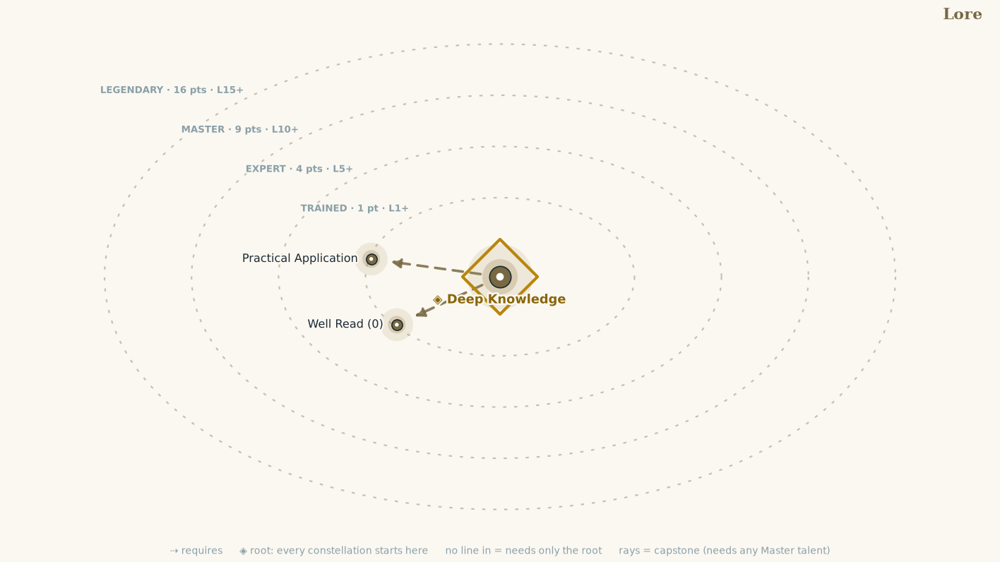 Lore
LEGENDARY · 16 pts · L15+
MASTER · 9 pts · L10+
EXPERT · 4 pts · L5+
TRAINED · 1 pt · L1+
Practical Application
◈ Deep Knowledge
Well Read (0)
⇢ requires ◈ root: every constellation starts here no line in = needs only the root rays = capstone (needs any Master talent)